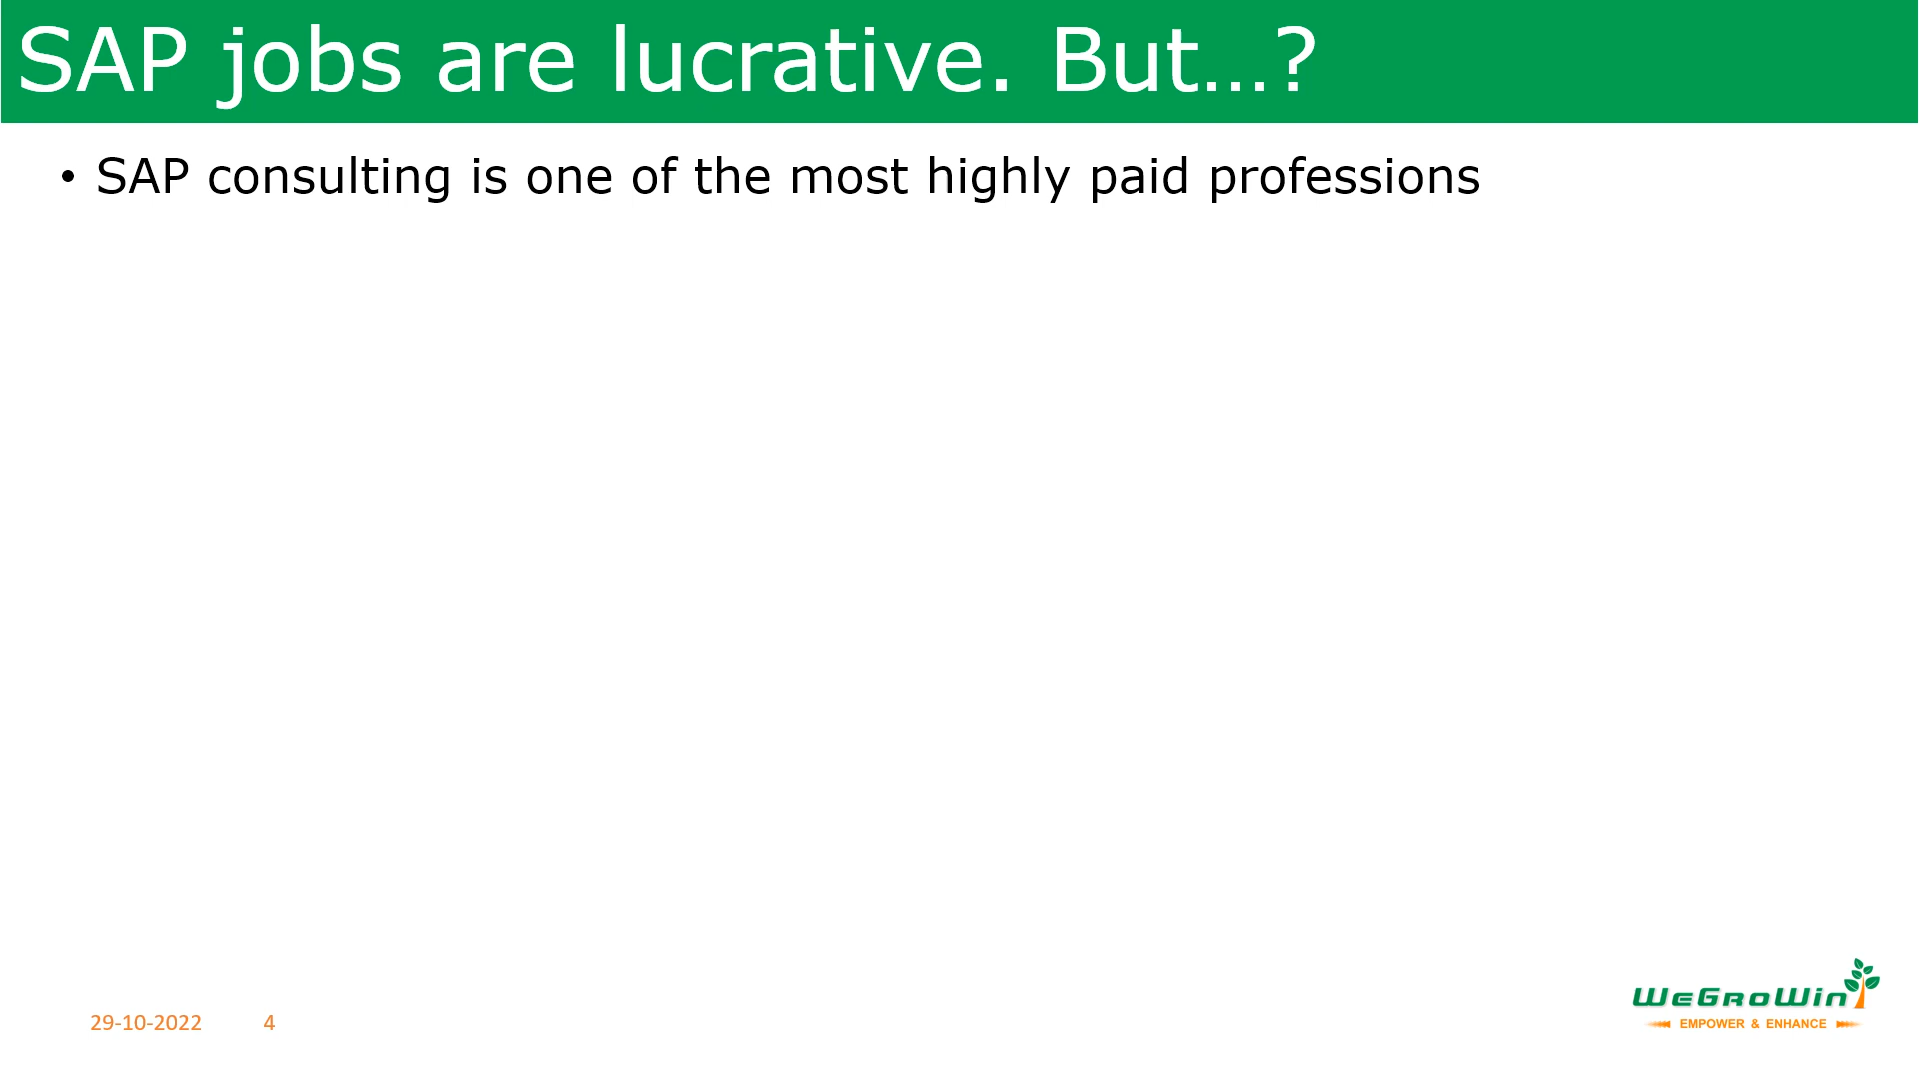 SAP jobs are lucrative. But…?
• SAP consulting is one of the most highly paid professions
29-10-2022 4
WeGroWin
EMPOWER & ENHANCE